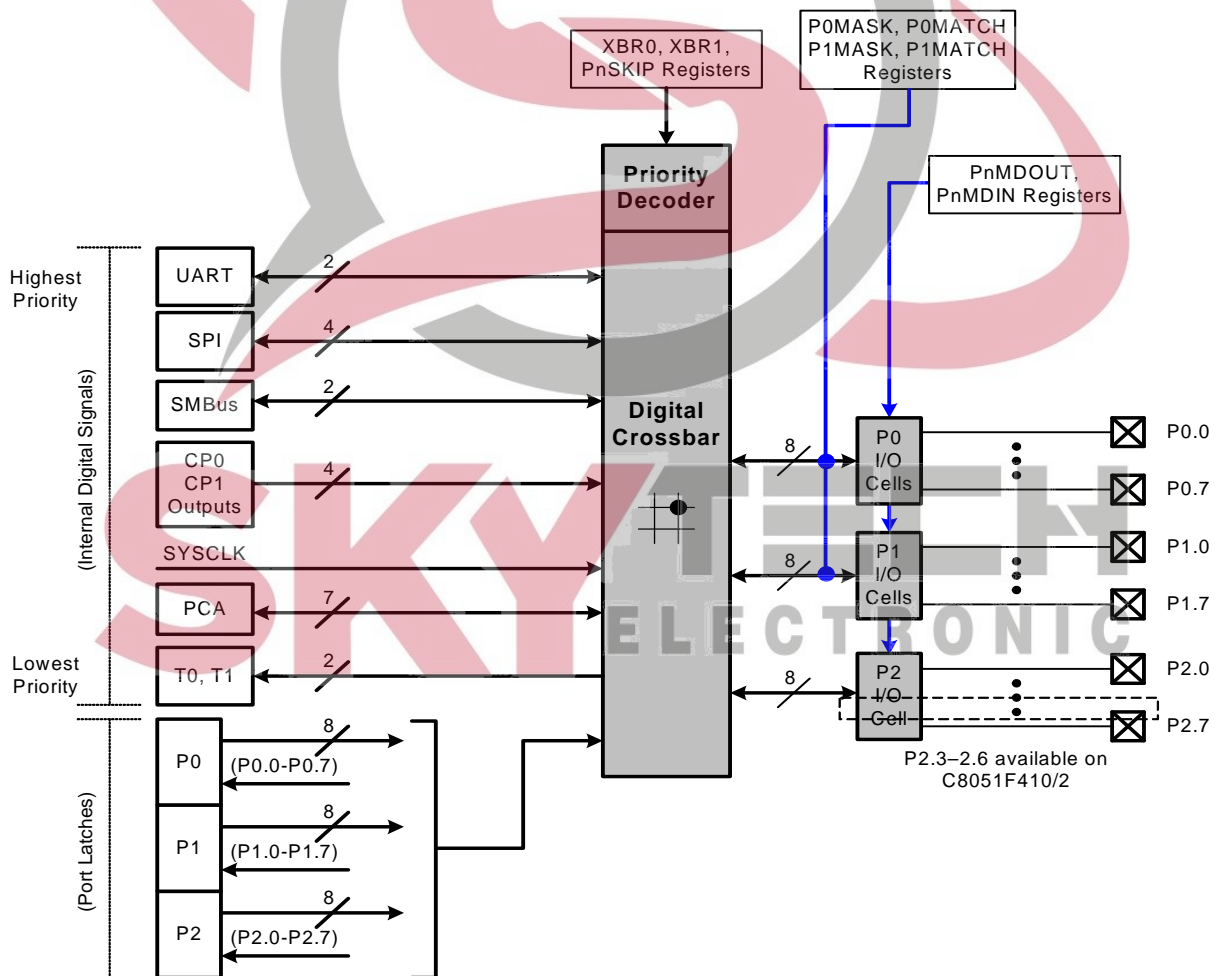 XBR0, XBR1,
PnSKIP Registers
P0MASK, P0MATCH
P1MASK, P1MATCH
Registers
PnMDOUT,
PnMDIN Registers
Priority
Decoder
Highest
Priority
(Internal Digital Signals)
Lowest
Priority
UART
2
SPI
4
SMBus
2
CP0
CP1
Outputs
4
SYSCLK
PCA
7
T0, T1
2
Digital
Crossbar
8
P0
I/O
Cells
P0.0
P0.7
8
P1
I/O
Cells
P1.0
P1.7
8
P2
I/O
Cell
P2.0
P2.7
P2.3–2.6 available on
C8051F410/2
(Port Latches)
P0
8
(P0.0-P0.7)
P1
8
(P1.0-P1.7)
P2
8
(P2.0-P2.7)
SKYTECH
ELECTRONIC